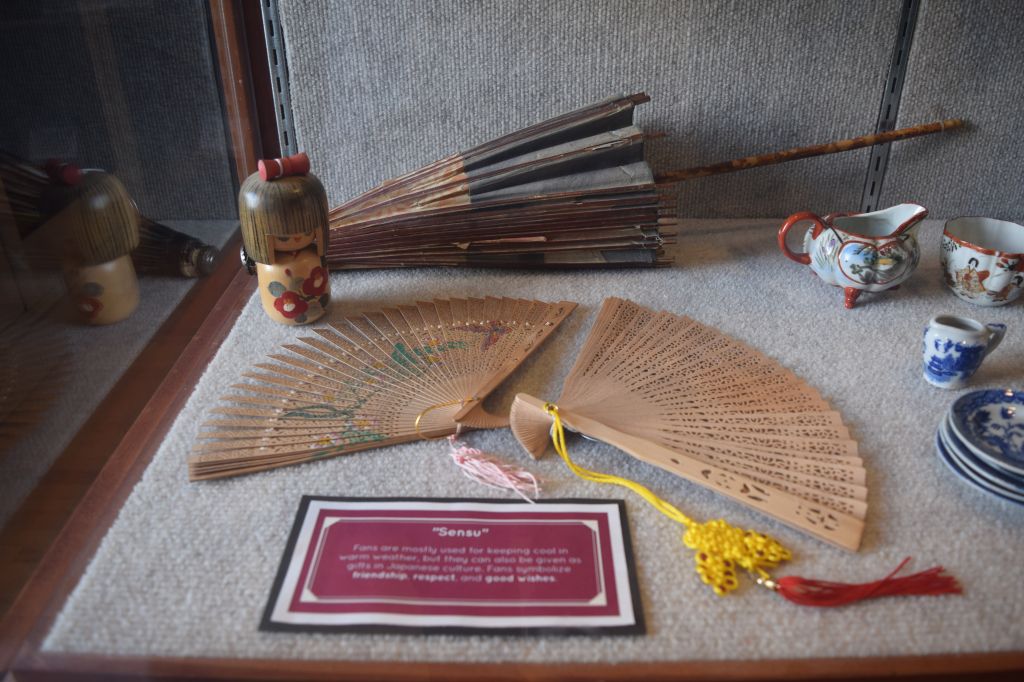 "Sensu"
Fans are mostly used for keeping cool in
warm weather, but they can also be given as
gifts in Japanese culture. Fans symbolize
friendship, respect, and good wishes.